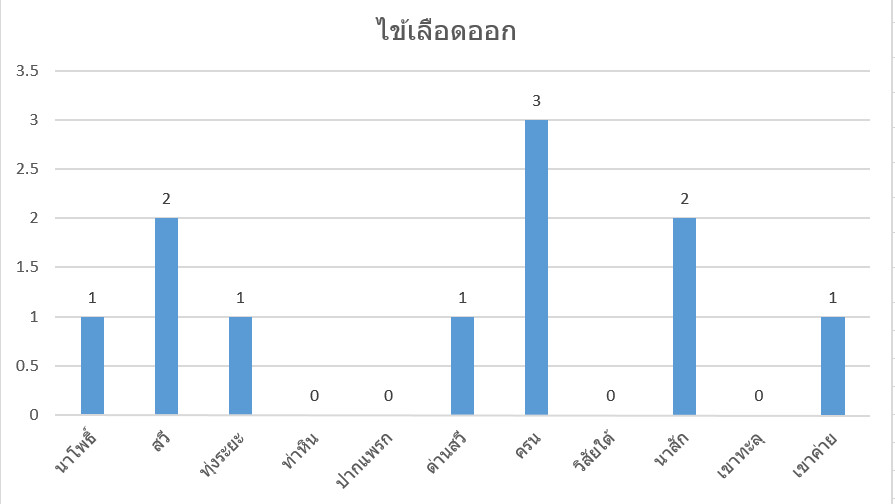 ไข้เลือดออก
3.5
3
2.5
2
1.5
1
0.5
0
1
2
1
0
0
1
3
0
2
0
1
นาโพธิ์
สวี
ทุ่งระยะ
ท่าหิน
ปากแพรก
ด่านสวี
ครน
วิสัยใต้
นาสัก
เขาทะลุ
เขาค่าย